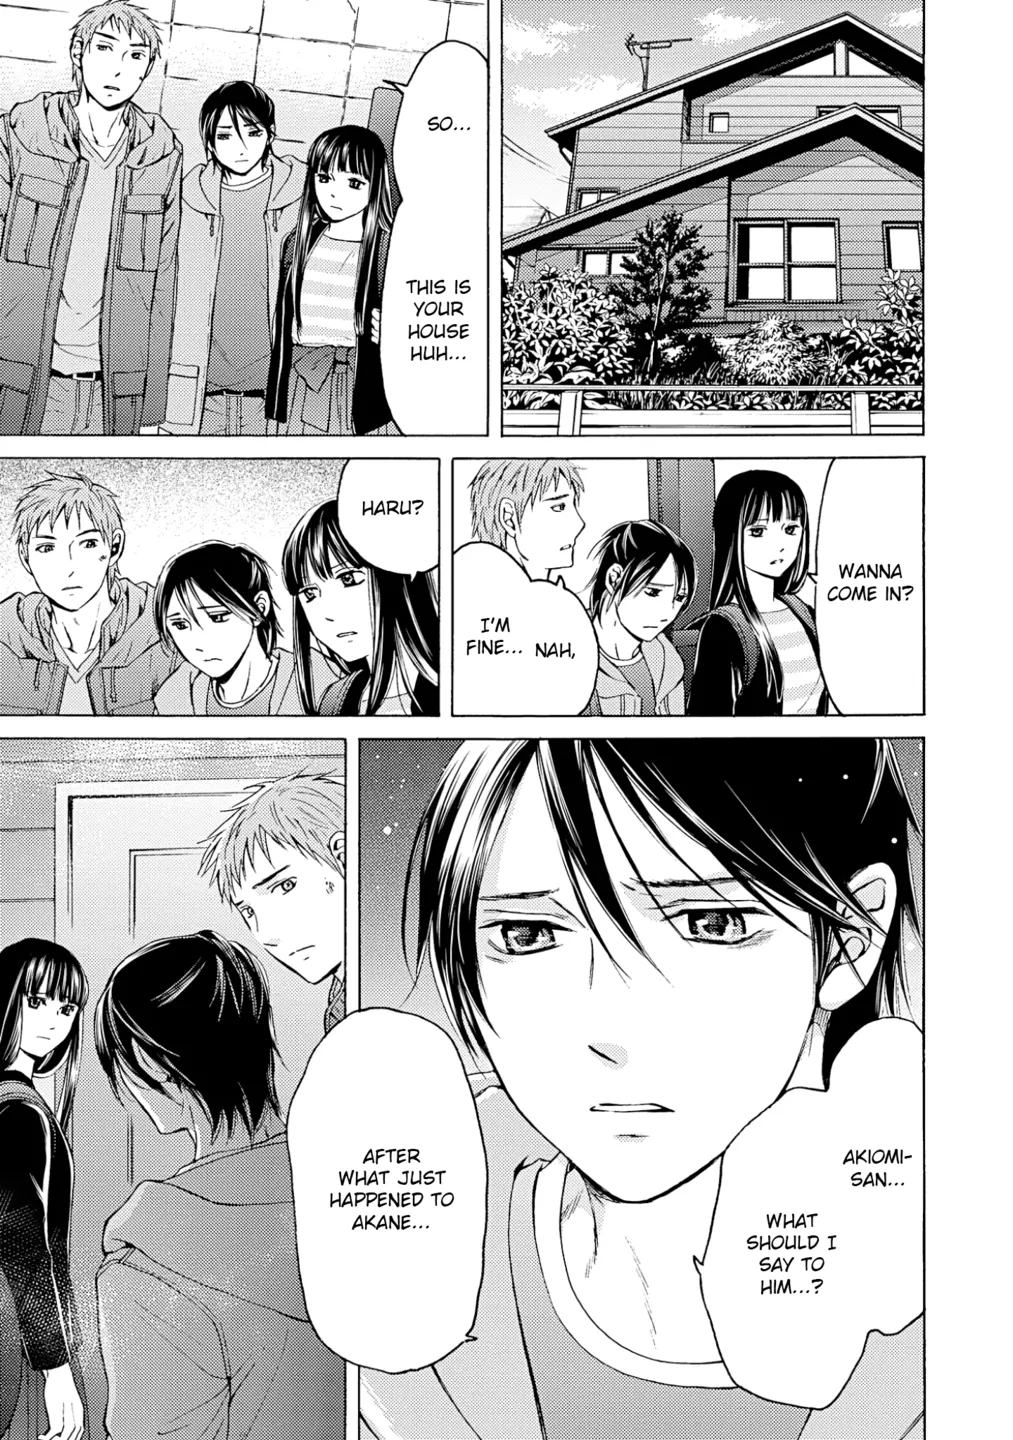 SO...
THIS IS
YOUR
HOUSE
HUH...
WANNA
COME IN?
NAH,
I'M
FINE...
HARU?
AKIOMI-
SAN...
WHAT
SHOULD I
SAY TO
HIM...?
AFTER
WHAT JUST
HAPPENED TO
AKANE...